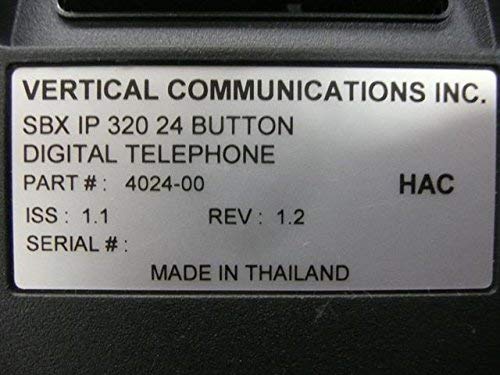 VERTICAL COMMUNICATIONS INC.
SBX IP 320 24 BUTTON
DIGITAL TELEPHONE
PART # : 4024-00 HAC
ISS : 1.1 REV : 1.2
SERIAL # :
MADE IN THAILAND